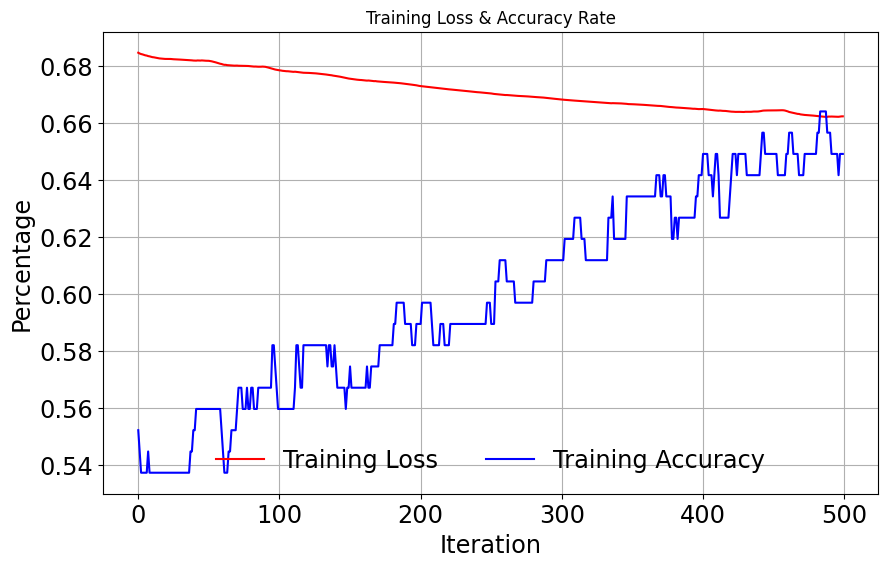 Training Loss & Accuracy Rate
Percentage
0.68
0.66
0.64
0.62
0.60
0.58
0.56
0.54
Training Loss
Training Accuracy
0
100
200
300
400
500
Iteration